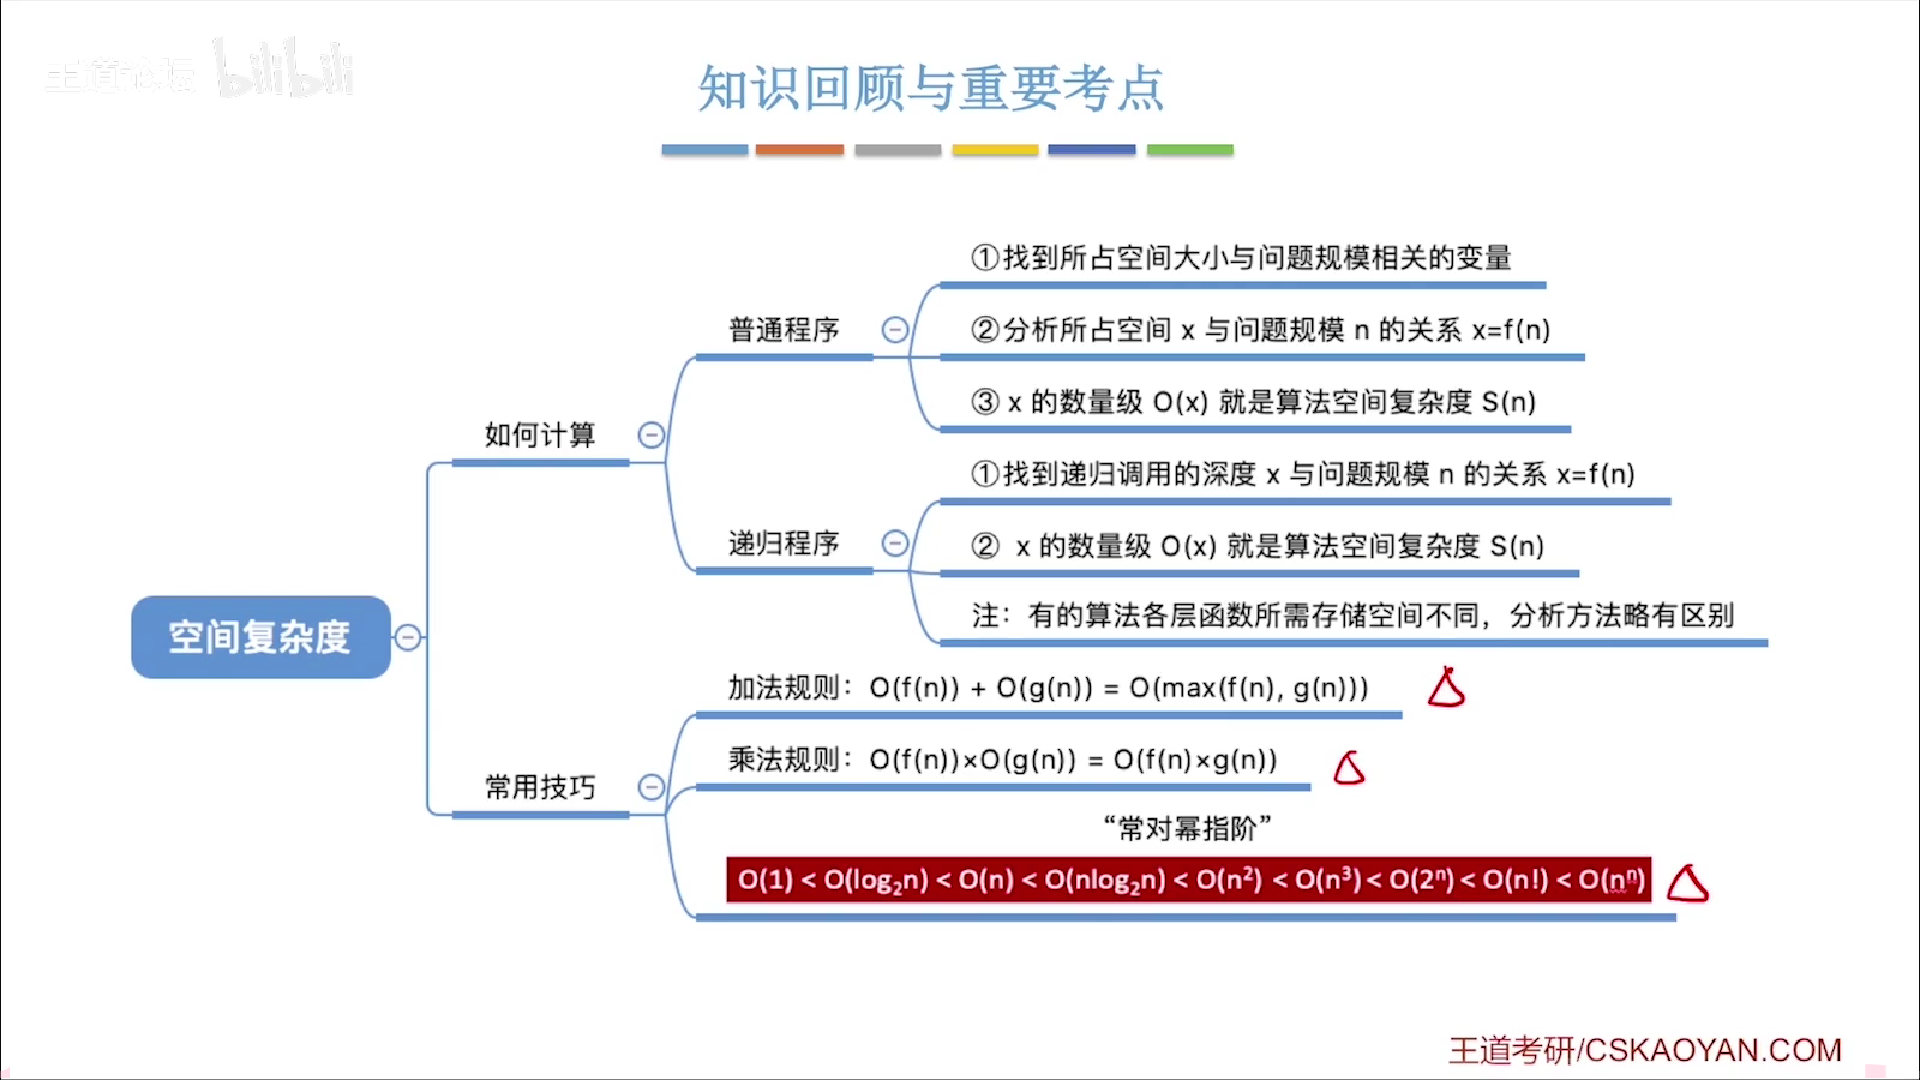 王道论坛 bilibili
知识回顾与重要考点
①找到所占空间大小与问题规模相关的变量
普通程序
②分析所占空间 x 与问题规模 n 的关系 x=f(n)
③ x 的数量级 O(x) 就是算法空间复杂度 S(n)
如何计算
①找到递归调用的深度 x 与问题规模 n 的关系 x=f(n)
递归程序
② x 的数量级 O(x) 就是算法空间复杂度 S(n)
注：有的算法各层函数所需存储空间不同，分析方法略有区别
空间复杂度
加法规则：O(f(n)) + O(g(n)) = O(max(f(n), g(n)))
乘法规则：O(f(n))×O(g(n)) = O(f(n)×g(n))
常用技巧
“常对幂指阶”
O(1) < O(log₂n) < O(n) < O(nlog₂n) < O(n²) < O(n³) < O(2ⁿ) < O(n!) < O(nⁿ)
王道考研/CSKAOYAN.COM